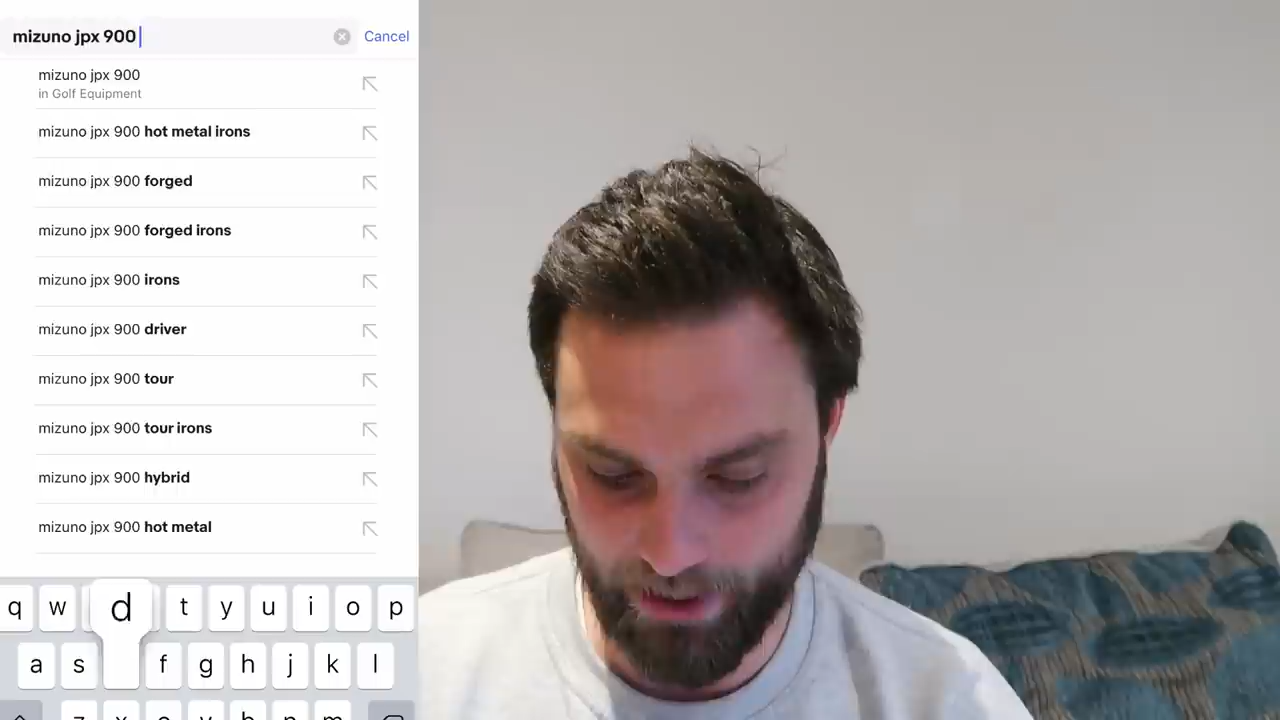 mizuno jpx 900
Cancel
mizuno jpx 900
in Golf Equipment
mizuno jpx 900 hot metal irons
mizuno jpx 900 forged
mizuno jpx 900 forged irons
mizuno jpx 900 irons
mizuno jpx 900 driver
mizuno jpx 900 tour
mizuno jpx 900 tour irons
mizuno jpx 900 hybrid
mizuno jpx 900 hot metal
q w d t y u i o p
a s f g h j k l
z x c v b n m